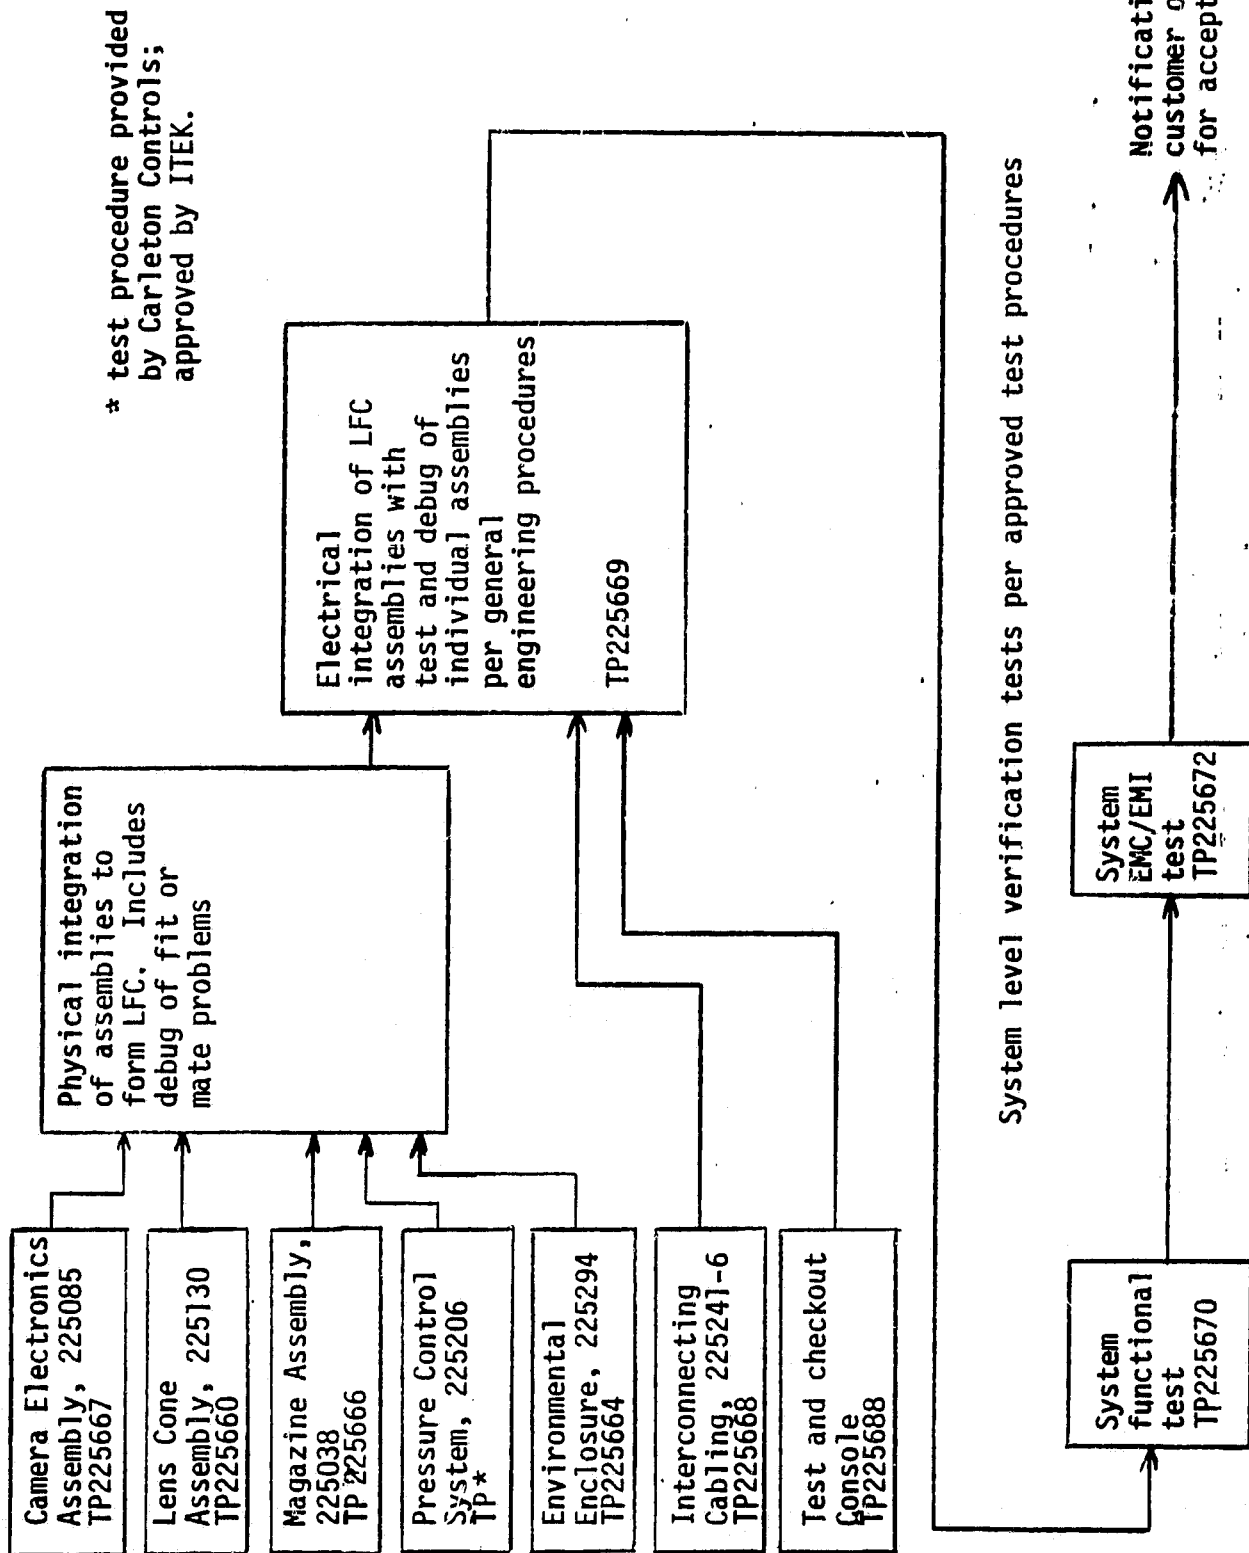 Camera Electronics
Assembly, 225085
TP225667
Lens Cone
Assembly, 225130
TP225660
Magazine Assembly,
225038
TP 225666
Pressure Control
System, 225206
TP*
Environmental
Enclosure, 225294
TP225664
Interconnecting
Cabling, 225241-6
TP225668
Test and checkout
Console
TP225688
Physical integration
of assemblies to
form LFC. Includes
debug of fit or
mate problems
Electrical
integration of LFC
assemblies with
test and debug of
individual assemblies
per general
engineering procedures
TP225669
* test procedure provided
by Carleton Controls;
approved by ITEK.
System level verification tests per approved test procedures
System
functional
test
TP225670
System
EMC/EMI
test
TP225672
Notificati
customer o
for accept